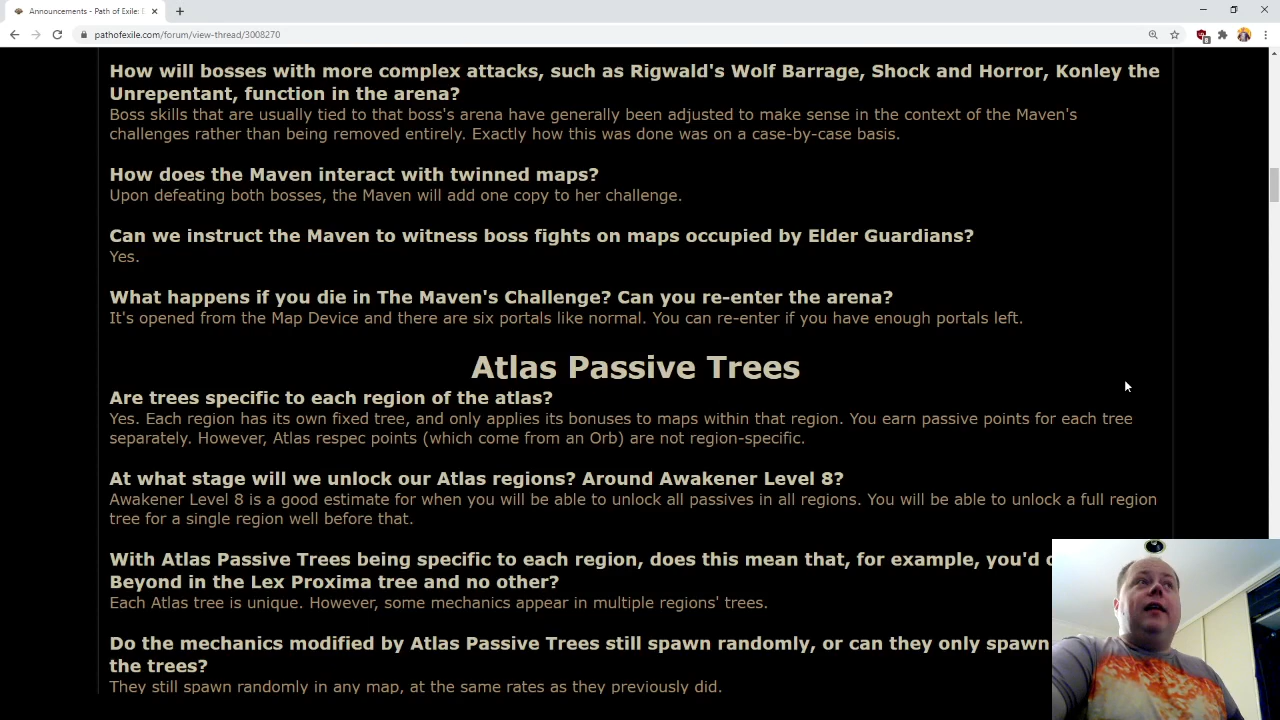 Announcements - Path of Exile: E
pathofexile.com/forum/view-thread/3008270
How will bosses with more complex attacks, such as Rigwald's Wolf Barrage, Shock and Horror, Konley the
Unrepentant, function in the arena?
Boss skills that are usually tied to that boss's arena have generally been adjusted to make sense in the context of the Maven's
challenges rather than being removed entirely. Exactly how this was done was on a case-by-case basis.
How does the Maven interact with twinned maps?
Upon defeating both bosses, the Maven will add one copy to her challenge.
Can we instruct the Maven to witness boss fights on maps occupied by Elder Guardians?
Yes.
What happens if you die in The Maven's Challenge? Can you re-enter the arena?
It's opened from the Map Device and there are six portals like normal. You can re-enter if you have enough portals left.
Atlas Passive Trees
Are trees specific to each region of the atlas?
Yes. Each region has its own fixed tree, and only applies its bonuses to maps within that region. You earn passive points for each tree
separately. However, Atlas respec points (which come from an Orb) are not region-specific.
At what stage will we unlock our Atlas regions? Around Awakener Level 8?
Awakener Level 8 is a good estimate for when you will be able to unlock all passives in all regions. You will be able to unlock a full region
tree for a single region well before that.
With Atlas Passive Trees being specific to each region, does this mean that, for example, you'd
Beyond in the Lex Proxima tree and no other?
Each Atlas tree is unique. However, some mechanics appear in multiple regions' trees.
Do the mechanics modified by Atlas Passive Trees still spawn randomly, or can they only spawn
the trees?
They still spawn randomly in any map, at the same rates as they previously did.